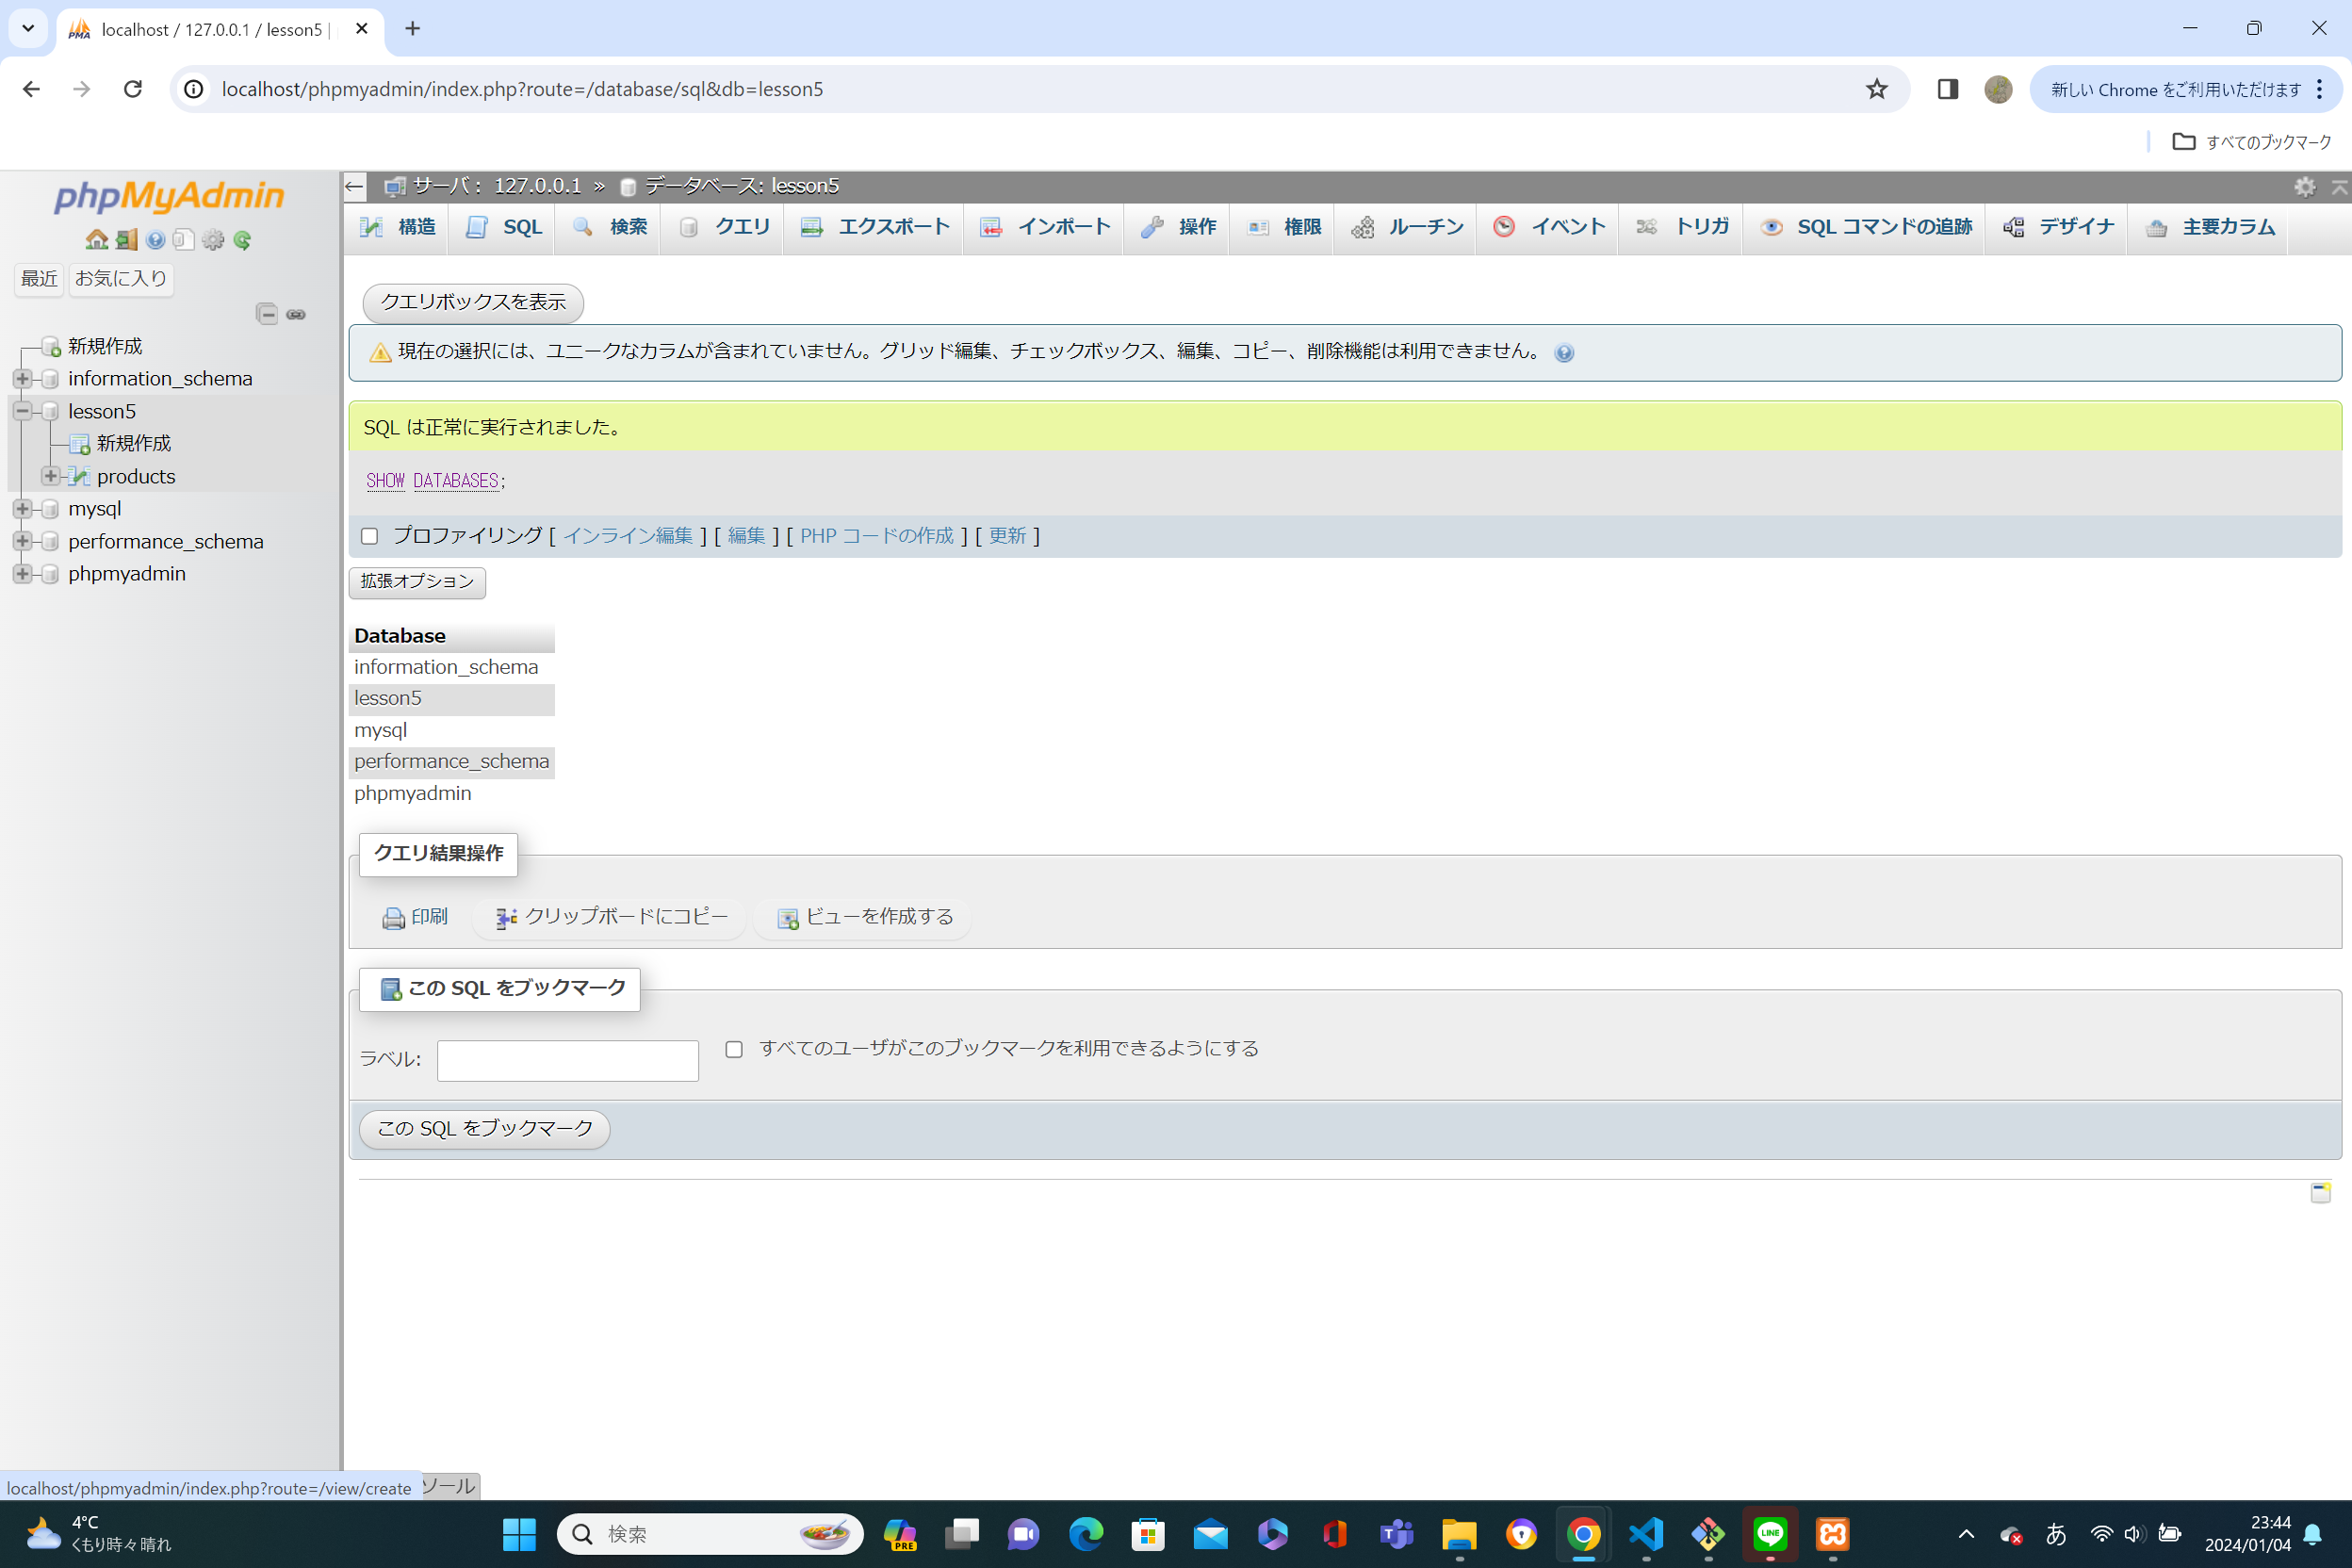 localhost / 127.0.0.1 / lesson5 |
localhost/phpmyadmin/index.php?route=/database/sql&db=lesson5
新しい Chrome をご利用いただけます
すべてのブックマーク
phpMyAdmin
最近
お気に入り
新規作成
information_schema
lesson5
新規作成
products
mysql
performance_schema
phpmyadmin
サーバ: 127.0.0.1 » データベース: lesson5
構造 SQL 検索 クエリ エクスポート インポート 操作 権限 ルーチン イベント トリガ SQL コマンドの追跡 デザイナ 主要カラム
クエリボックスを表示
現在の選択には、ユニークなカラムが含まれていません。グリッド編集、チェックボックス、編集、コピー、削除機能は利用できません。
SQL は正常に実行されました。
SHOW DATABASES;
プロファイリング [ インライン編集 ] [ 編集 ] [ PHP コードの作成 ] [ 更新 ]
拡張オプション
Database
information_schema
lesson5
mysql
performance_schema
phpmyadmin
クエリ結果操作
印刷 クリップボードにコピー ビューを作成する
この SQL をブックマーク
ラベル: すべてのユーザがこのブックマークを利用できるようにする
この SQL をブックマーク
localhost/phpmyadmin/index.php?route=/view/create
ソール
4°C
くもり時々晴れ
検索
PRE
LINE
あ
23:44
2024/01/04